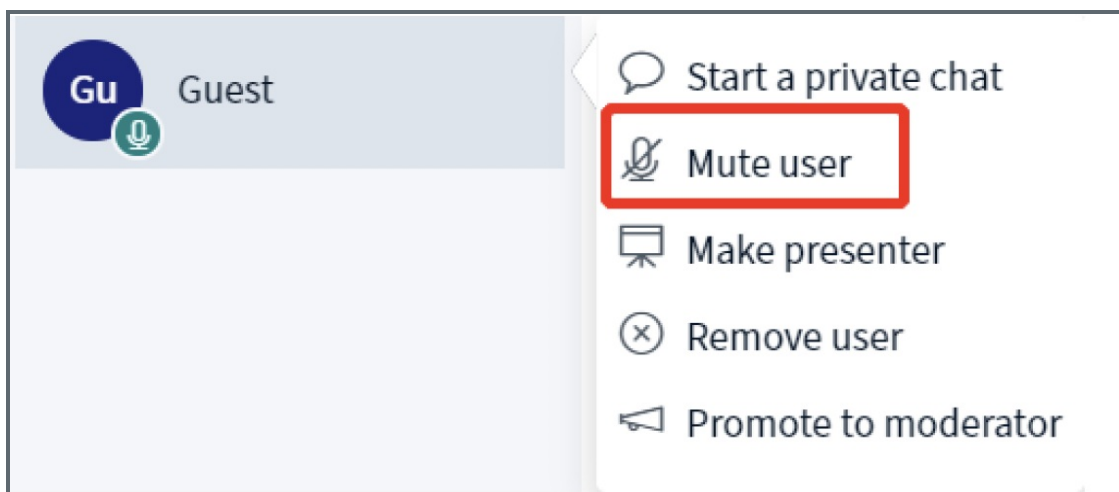 Gu Guest
Start a private chat
Mute user
Make presenter
Remove user
Promote to moderator